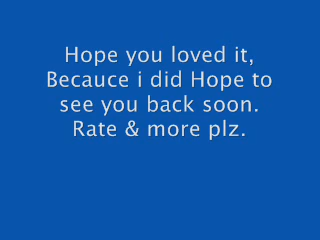 Hope you loved it,
Becauce i did Hope to
see you back soon.
Rate & more plz.